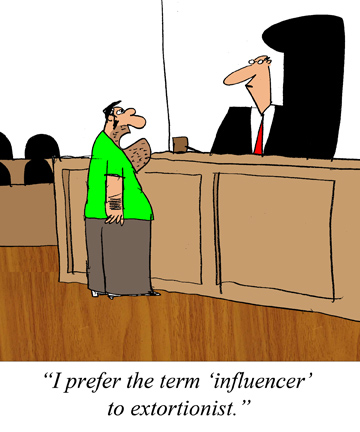 “I prefer the term ‘influencer’
to extortionist.”